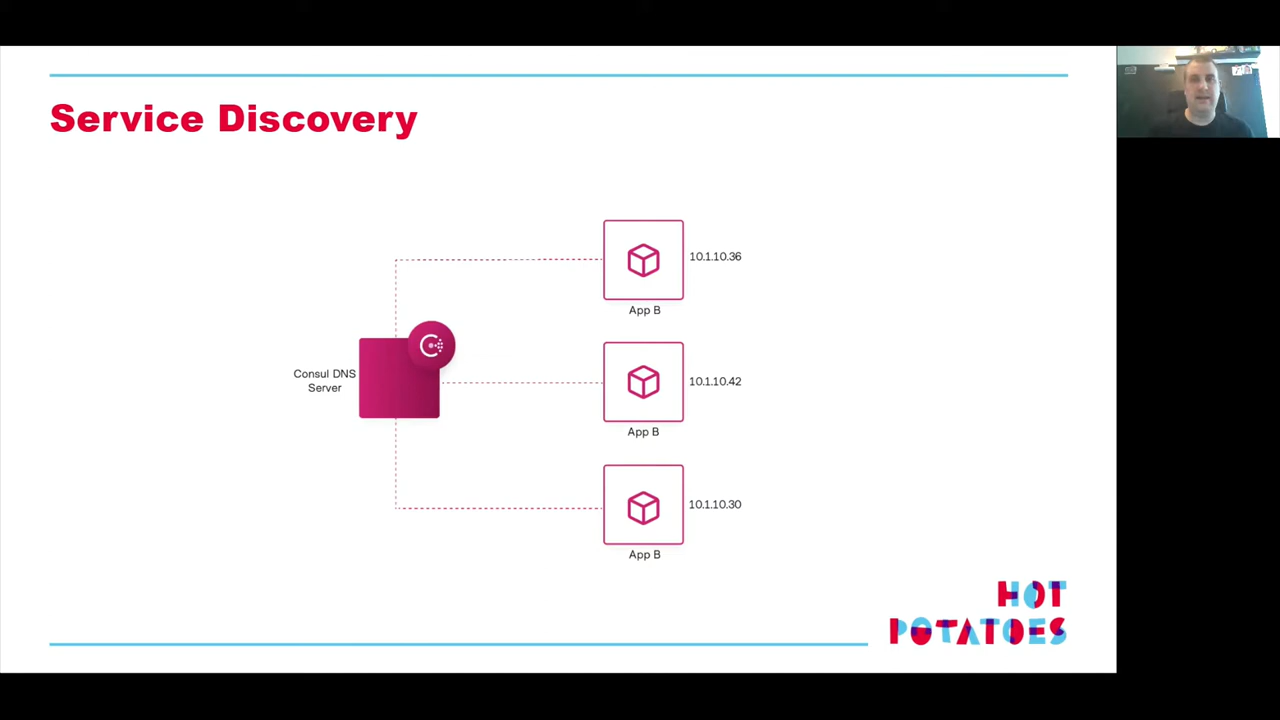 Service Discovery
10.1.10.36
App B
Consul DNS
Server
10.1.10.42
App B
10.1.10.30
App B
HOT
POTATOES